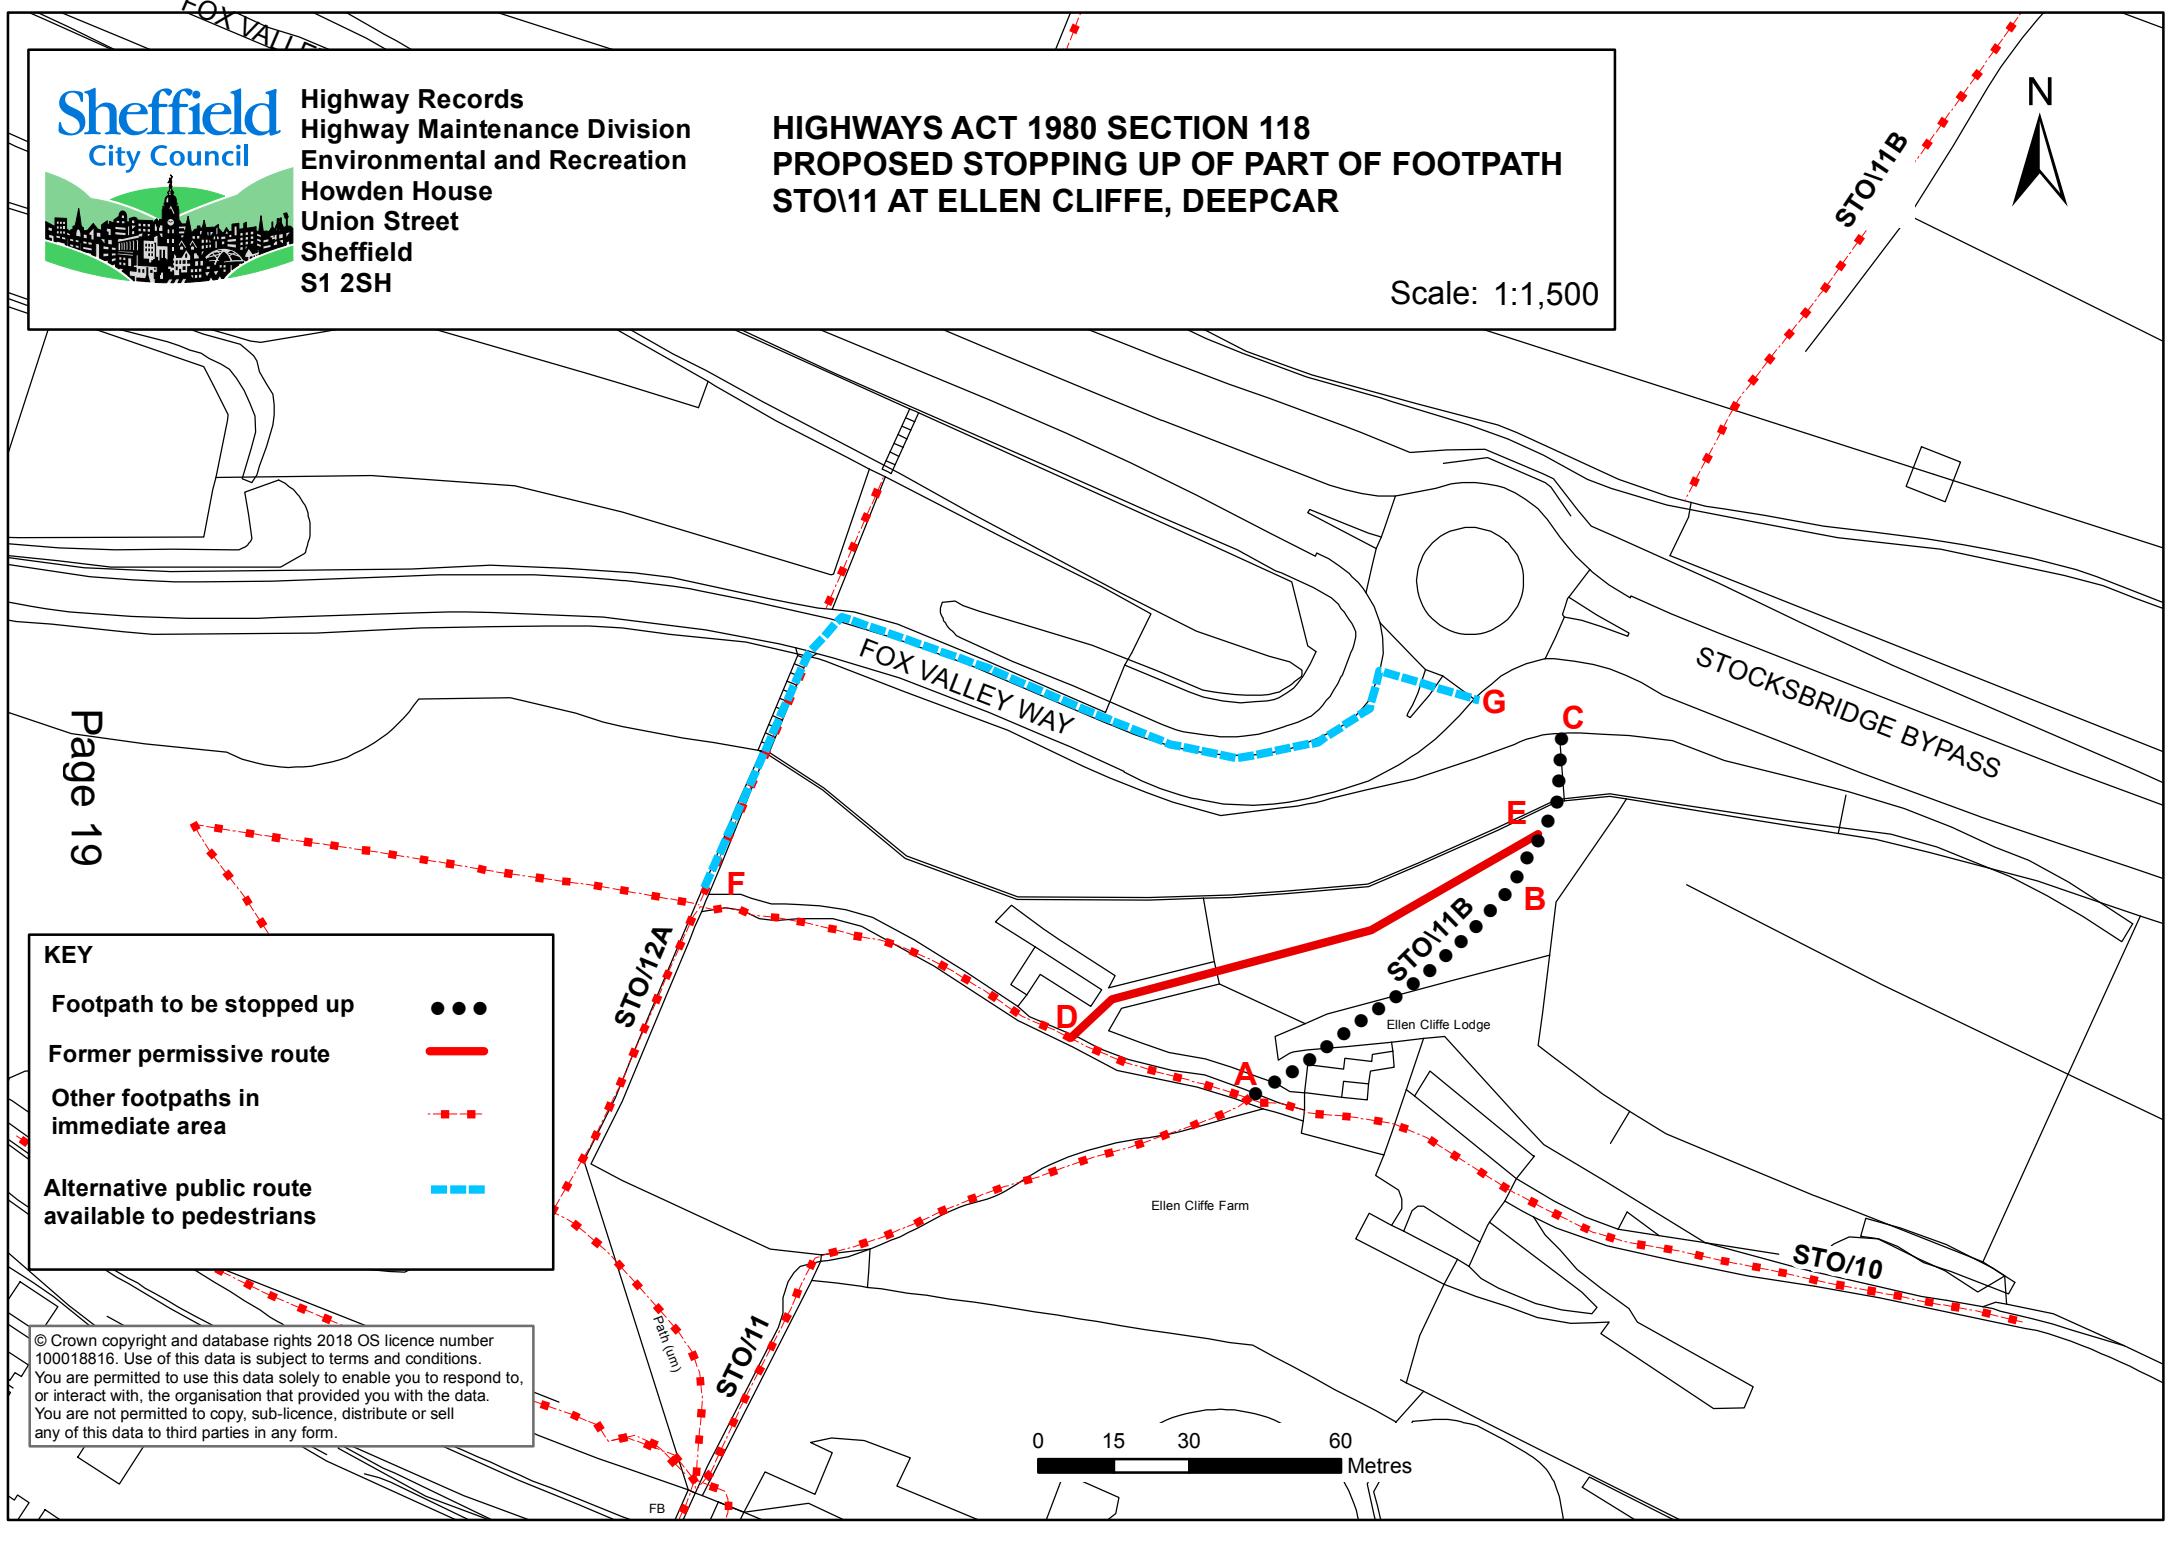 FOX VALLEY
Sheffield
City Council
Highway Records
Highway Maintenance Division
Environmental and Recreation
Howden House
Union Street
Sheffield
S1 2SH
HIGHWAYS ACT 1980 SECTION 118
PROPOSED STOPPING UP OF PART OF FOOTPATH
STO\11 AT ELLEN CLIFFE, DEEPCAR
Scale: 1:1,500
N
STO\11B
FOX VALLEY WAY
STOCKSBRIDGE BYPASS
G
C
E
B
F
STO\11B
D
A
STO/12A
Ellen Cliffe Lodge
Ellen Cliffe Farm
STO/10
STO/11
Path (um)
FB
Page 19
KEY
Footpath to be stopped up
Former permissive route
Other footpaths in
immediate area
Alternative public route
available to pedestrians
© Crown copyright and database rights 2018 OS licence number
100018816. Use of this data is subject to terms and conditions.
You are permitted to use this data solely to enable you to respond to,
or interact with, the organisation that provided you with the data.
You are not permitted to copy, sub-licence, distribute or sell
any of this data to third parties in any form.
0 15 30 60
Metres